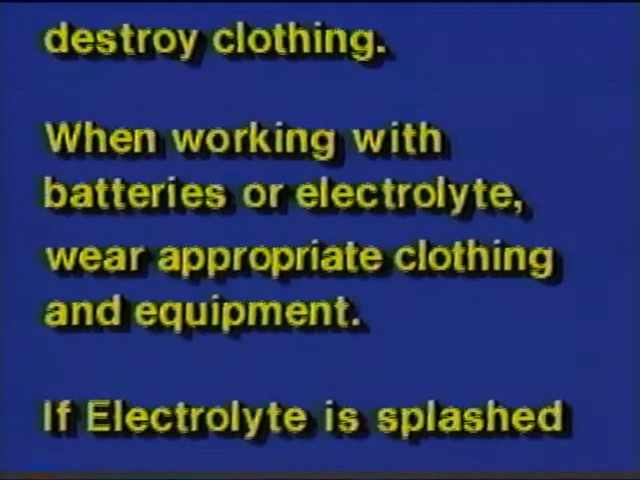 destroy clothing.
When working with
batteries or electrolyte,
wear appropriate clothing
and equipment.
If Electrolyte is splashed